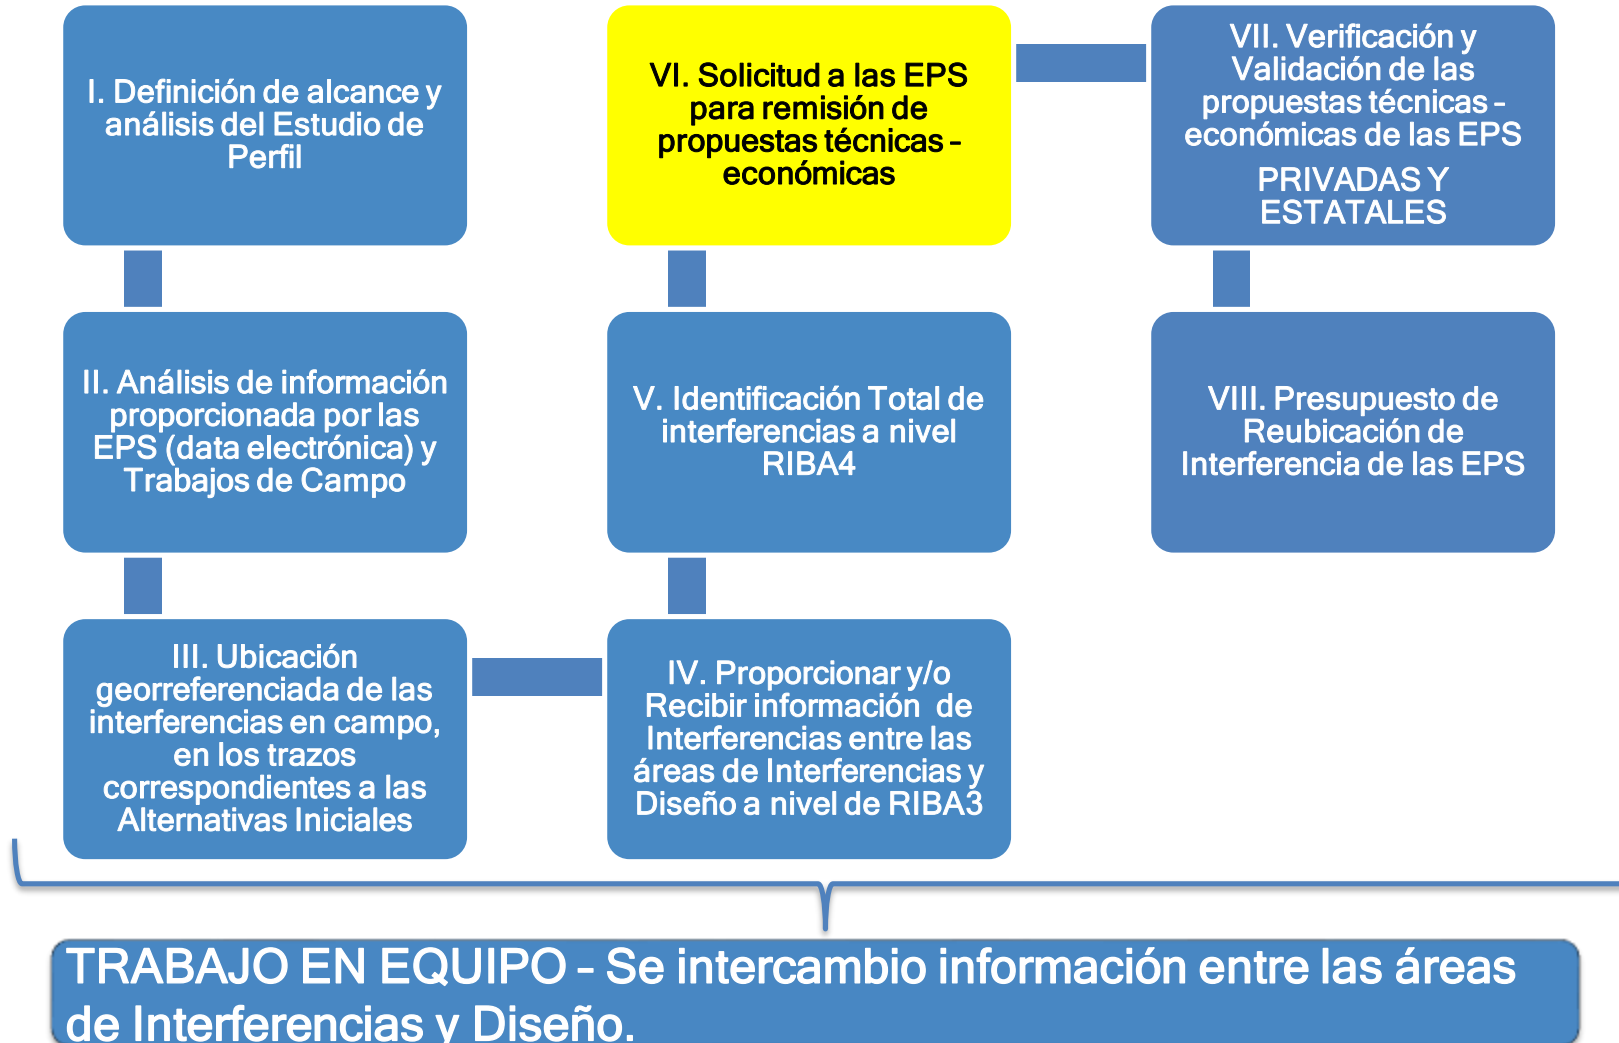 I. Definición de alcance y
análisis del Estudio de
Perfil
II. Análisis de información
proporcionada por las
EPS (data electrónica) y
Trabajos de Campo
III. Ubicación
georreferenciada de las
interferencias en campo,
en los trazos
correspondientes a las
Alternativas Iniciales
IV. Proporcionar y/o
Recibir información de
Interferencias entre las
áreas de Interferencias y
Diseño a nivel de RIBA3
V. Identificación Total de
interferencias a nivel
RIBA4
VI. Solicitud a las EPS
para remisión de
propuestas técnicas -
económicas
VII. Verificación y
Validación de las
propuestas técnicas -
económicas de las EPS
PRIVADAS Y
ESTATALES
VIII. Presupuesto de
Reubicación de
Interferencia de las EPS
TRABAJO EN EQUIPO - Se intercambio información entre las áreas
de Interferencias y Diseño.